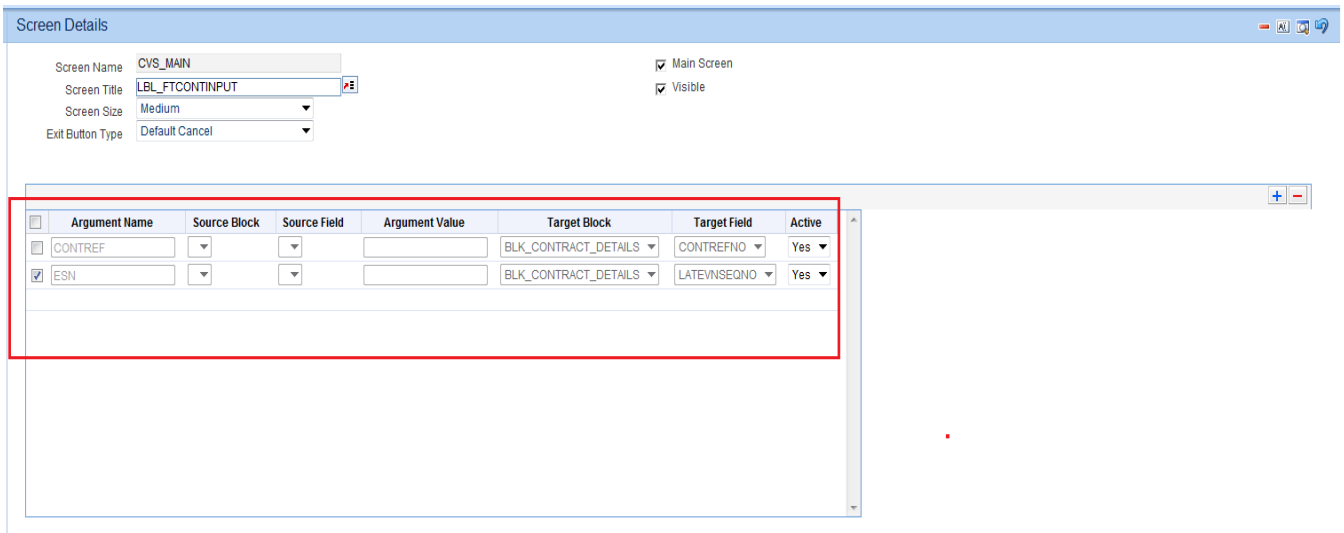 Screen Details
Screen Name CVS_MAIN Main Screen
Screen Title LBL_FTCONTINPUT Visible
Screen Size Medium
Exit Button Type Default Cancel
Argument Name Source Block Source Field Argument Value Target Block Target Field Active
CONTREF BLK_CONTRACT_DETAILS CONTREFNO Yes
ESN BLK_CONTRACT_DETAILS LATEVNSEQNO Yes